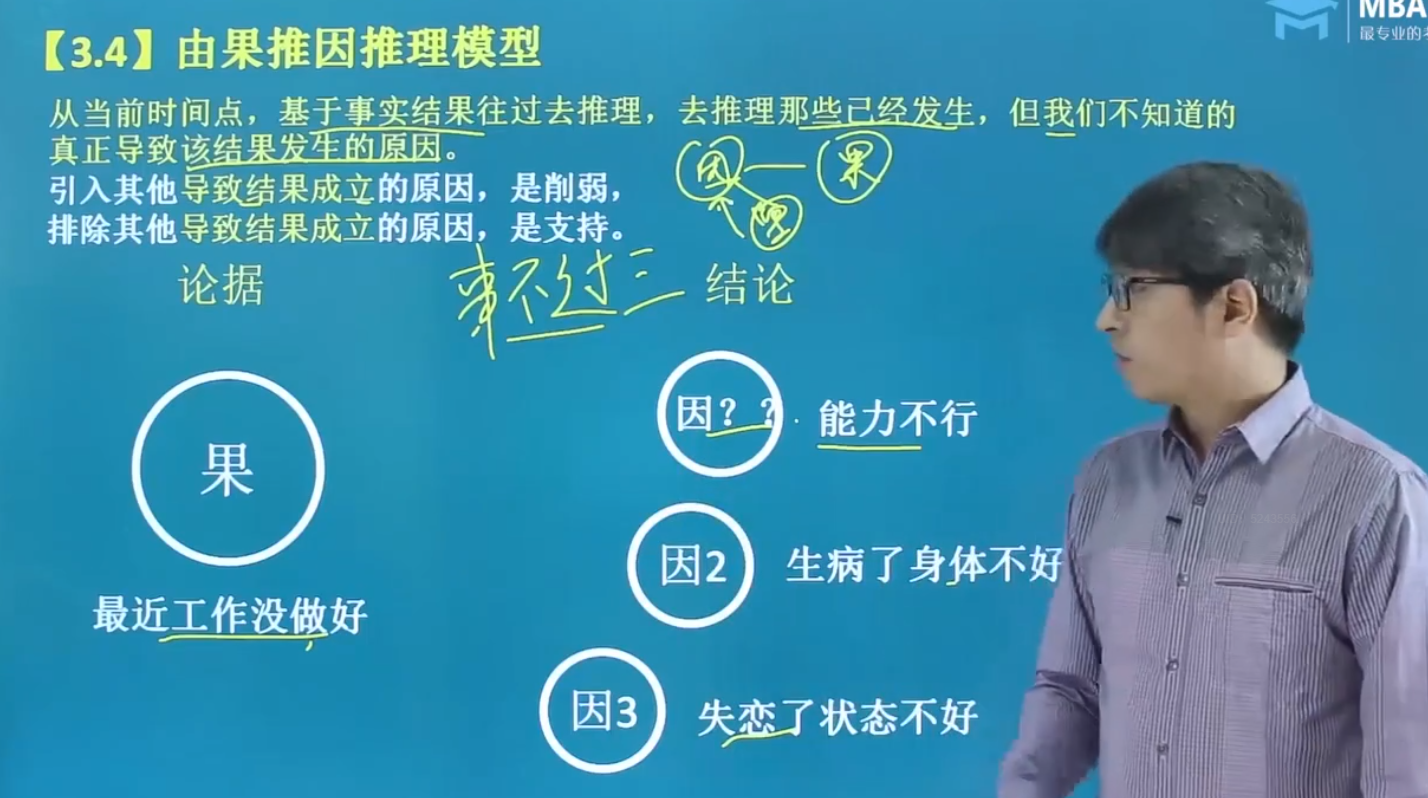 MBA
最专业的考
【3.4】由果推因推理模型
从当前时间点，基于事实结果往过去推理，去推理那些已经发生，但我们不知道的
真正导致该结果发生的原因。
引入其他导致结果成立的原因，是削弱，
排除其他导致结果成立的原因，是支持。
因 果
论据
事不过三
结论
果
最近工作没做好
因？？
能力不行
因2
生病了身体不好
因3
失恋了状态不好